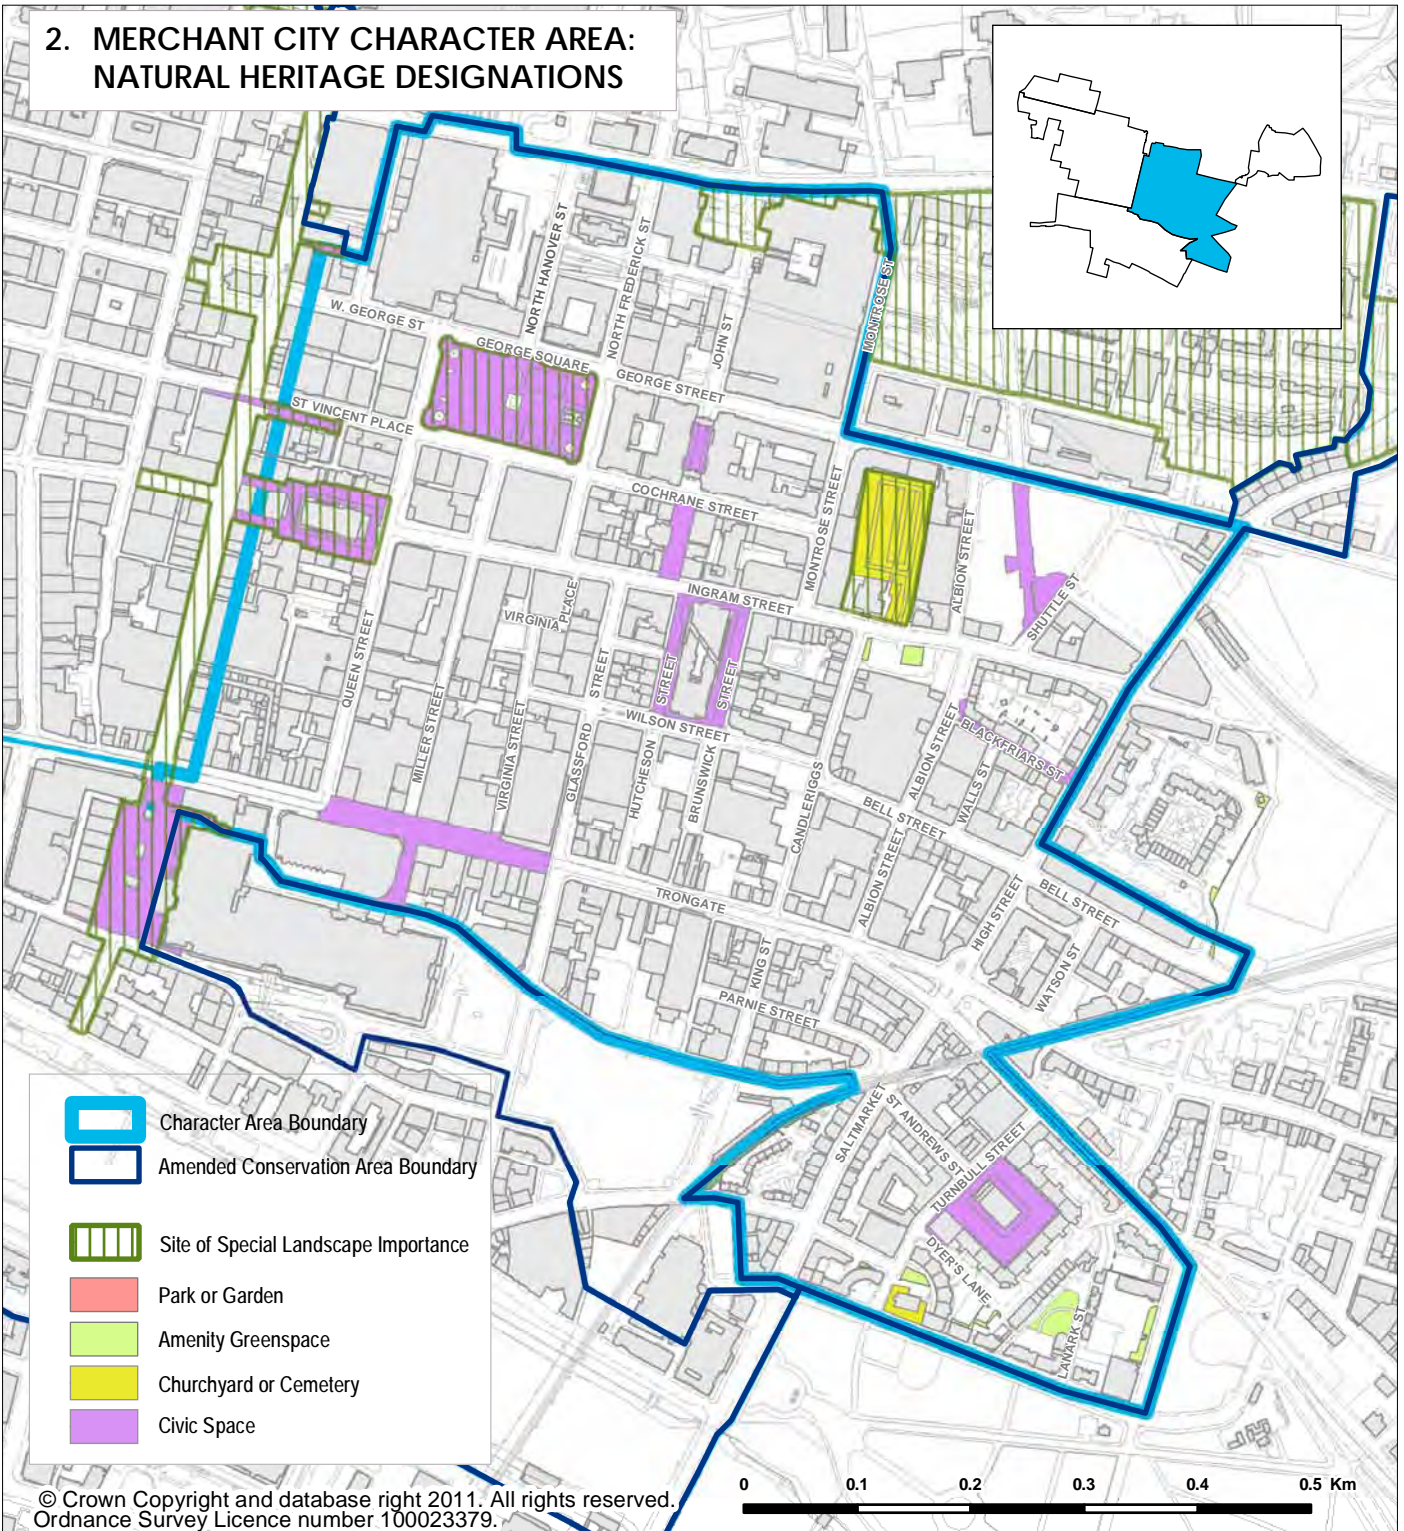 2. MERCHANT CITY CHARACTER AREA:
NATURAL HERITAGE DESIGNATIONS
NORTH HANOVER ST
NORTH FREDERICK ST
W. GEORGE ST
GEORGE SQUARE
JOHN ST
MONTROSE ST
GEORGE STREET
ST VINCENT PLACE
COCHRANE STREET
MONTROSE STREET
ALBION STREET
INGRAM STREET
SHUTTLE ST
VIRGINIA PLACE
QUEEN STREET
MILLER STREET
VIRGINIA STREET
GLASSFORD STREET
HUTCHESON STREET
BRUNSWICK STREET
WILSON STREET
CANDLERIGGS
ALBION STREET
BLACKFRIARS ST
WALLS ST
BELL STREET
ALBION STREET
BELL STREET
HIGH STREET
WATSON ST
TRONGATE
KING ST
PARNIE STREET
SALTMARKET
ST ANDREWS ST
TURNBULL STREET
DYER'S LANE
LANARK ST
Character Area Boundary
Amended Conservation Area Boundary
Site of Special Landscape Importance
Park or Garden
Amenity Greenspace
Churchyard or Cemetery
Civic Space
0 0.1 0.2 0.3 0.4 0.5 Km
© Crown Copyright and database right 2011. All rights reserved.
Ordnance Survey Licence number 100023379.